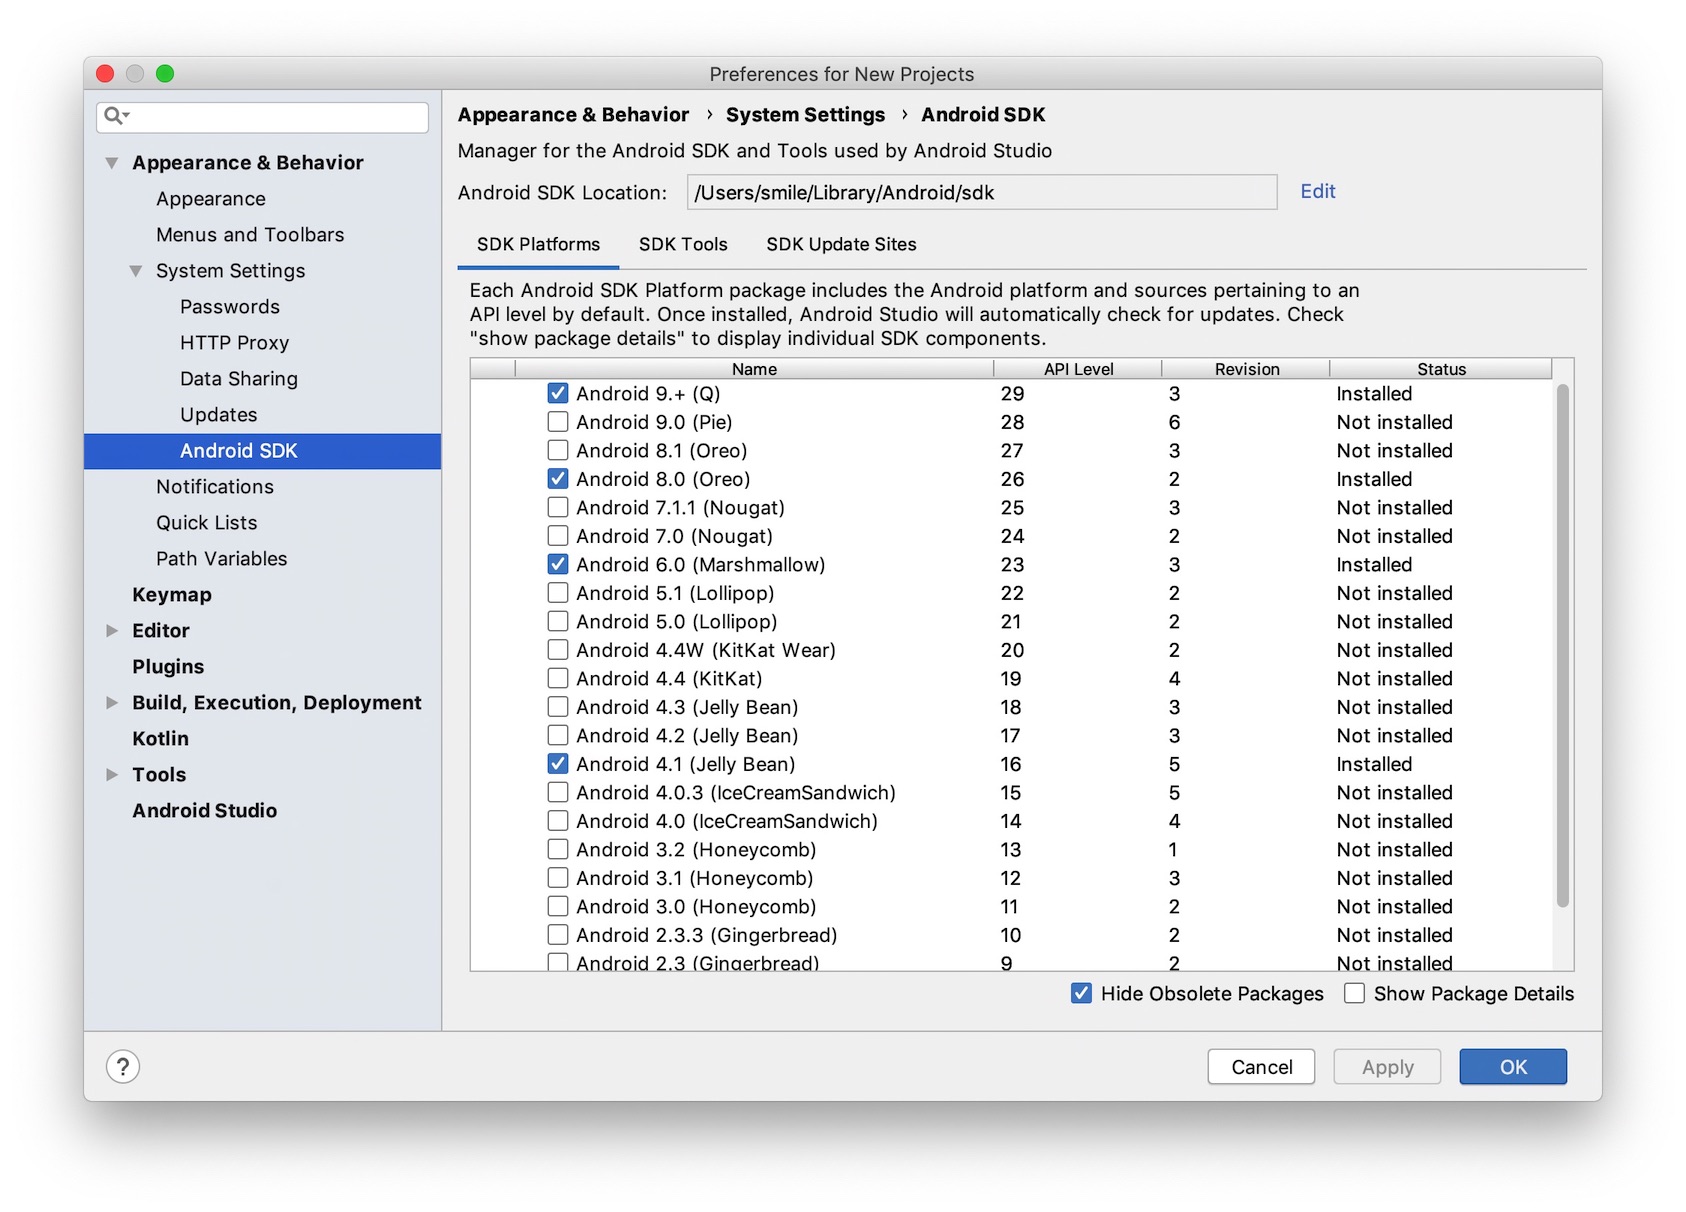 Preferences for New Projects
Appearance & Behavior
Appearance
Menus and Toolbars
System Settings
Passwords
HTTP Proxy
Data Sharing
Updates
Android SDK
Notifications
Quick Lists
Path Variables
Keymap
Editor
Plugins
Build, Execution, Deployment
Kotlin
Tools
Android Studio
Appearance & Behavior › System Settings › Android SDK
Manager for the Android SDK and Tools used by Android Studio
Android SDK Location: /Users/smile/Library/Android/sdk Edit
SDK Platforms SDK Tools SDK Update Sites
Each Android SDK Platform package includes the Android platform and sources pertaining to an
API level by default. Once installed, Android Studio will automatically check for updates. Check
"show package details" to display individual SDK components.
Name API Level Revision Status
Android 9.+ (Q) 29 3 Installed
Android 9.0 (Pie) 28 6 Not installed
Android 8.1 (Oreo) 27 3 Not installed
Android 8.0 (Oreo) 26 2 Installed
Android 7.1.1 (Nougat) 25 3 Not installed
Android 7.0 (Nougat) 24 2 Not installed
Android 6.0 (Marshmallow) 23 3 Installed
Android 5.1 (Lollipop) 22 2 Not installed
Android 5.0 (Lollipop) 21 2 Not installed
Android 4.4W (KitKat Wear) 20 2 Not installed
Android 4.4 (KitKat) 19 4 Not installed
Android 4.3 (Jelly Bean) 18 3 Not installed
Android 4.2 (Jelly Bean) 17 3 Not installed
Android 4.1 (Jelly Bean) 16 5 Installed
Android 4.0.3 (IceCreamSandwich) 15 5 Not installed
Android 4.0 (IceCreamSandwich) 14 4 Not installed
Android 3.2 (Honeycomb) 13 1 Not installed
Android 3.1 (Honeycomb) 12 3 Not installed
Android 3.0 (Honeycomb) 11 2 Not installed
Android 2.3.3 (Gingerbread) 10 2 Not installed
Android 2.3 (Gingerbread) 9 2 Not installed
Hide Obsolete Packages Show Package Details
? Cancel Apply OK